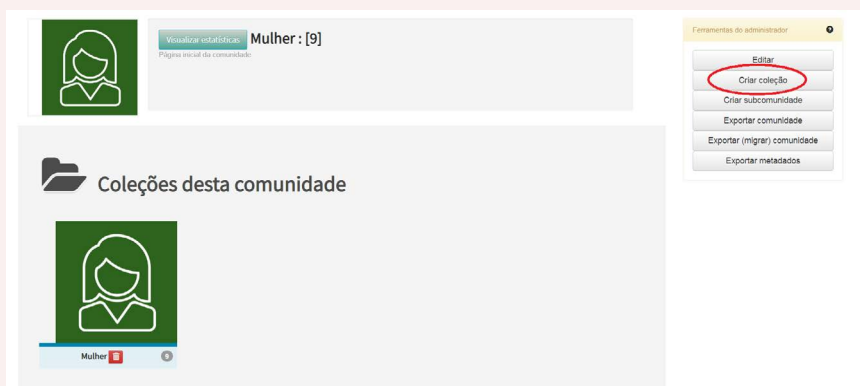 Visualizar estatísticas Mulher : [9]
Página inicial da comunidade
Coleções desta comunidade
Mulher 9
Ferramentas do administrador
Editar
Criar coleção
Criar subcomunidade
Exportar comunidade
Exportar (migrar) comunidade
Exportar metadados